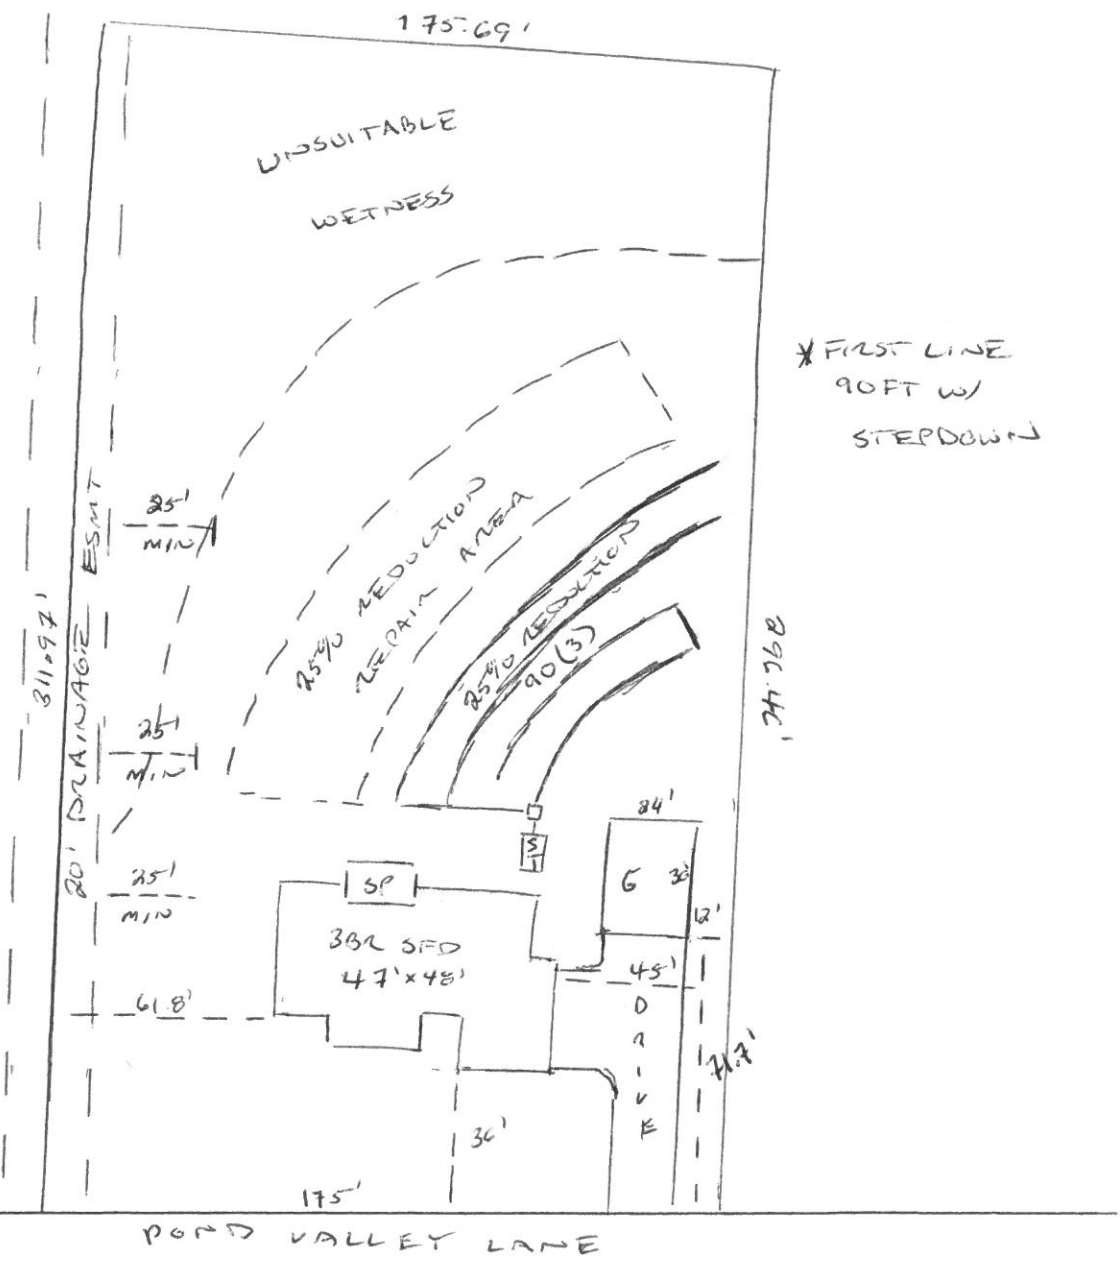 175.69'
UNSUITABLE
WETNESS
* FIRST LINE
90FT W/
STEPDOWN
25'
MIN
25% REDUCTION
REPAIR AREA
25% REDUCTION
90(3)
311.97'
20' DRAINAGE ESMT
25'
MIN
24'
G
30'
12'
25'
MIN
SP
3BR SFD
47'x48'
45'
61.8'
DRIVE
71.7'
36'
175'
POND VALLEY LANE